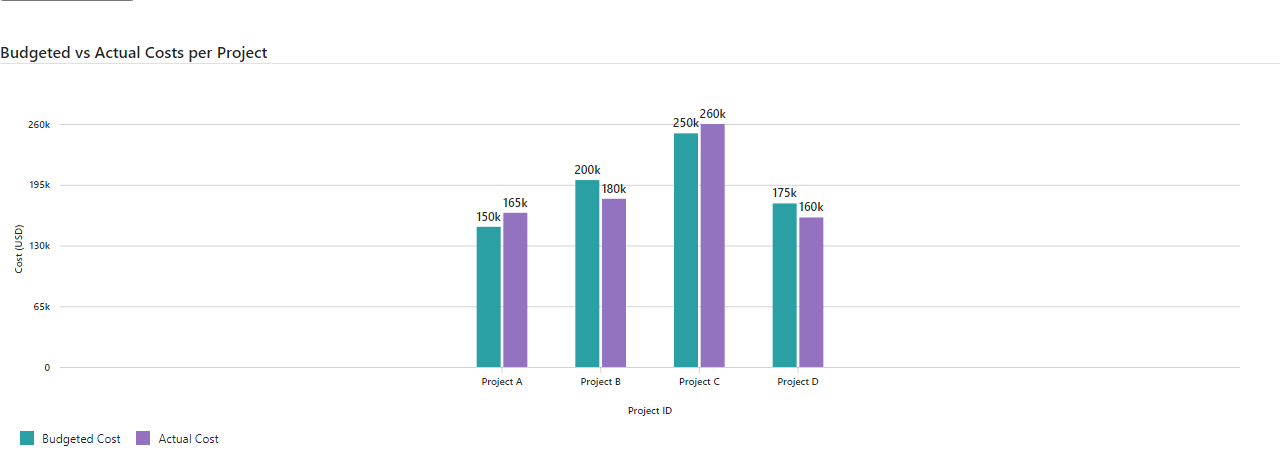 Budgeted vs Actual Costs per Project
260k
195k
130k
65k
0
Cost (USD)
150k
165k
200k
180k
250k
260k
175k
160k
Project A
Project B
Project C
Project D
Project ID
Budgeted Cost
Actual Cost